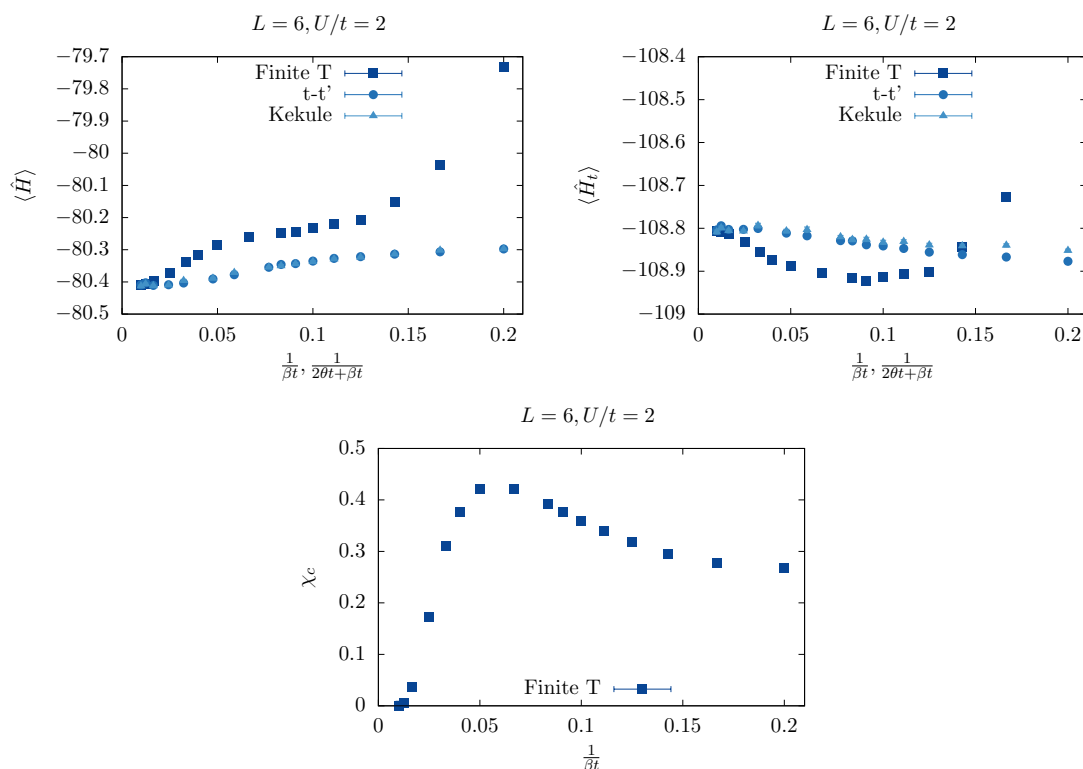 L = 6, U/t = 2
⟨Ĥ⟩
−79.7
−79.8
−79.9
−80
−80.1
−80.2
−80.3
−80.4
−80.5
0 0.05 0.1 0.15 0.2
Finite T
t-t'
Kekule
1/βt, 1/(2θt+βt)
L = 6, U/t = 2
⟨Ĥₜ⟩
−108.4
−108.5
−108.6
−108.7
−108.8
−108.9
−109
0 0.05 0.1 0.15 0.2
Finite T
t-t'
Kekule
1/βt, 1/(2θt+βt)
L = 6, U/t = 2
χc
0.5
0.4
0.3
0.2
0.1
0
0 0.05 0.1 0.15 0.2
Finite T
1/βt